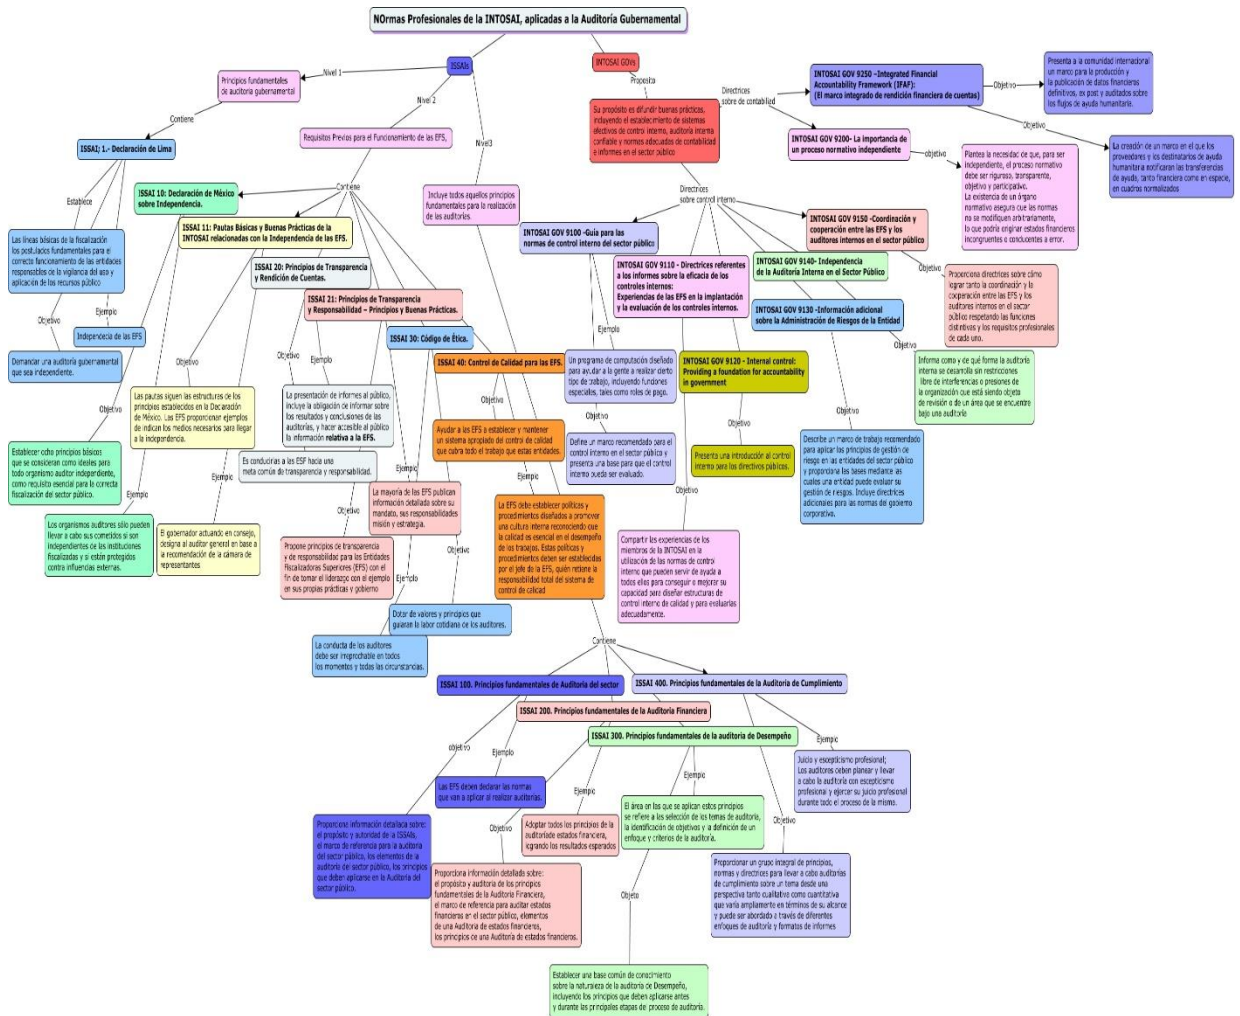 NOrmas Profesionales de la INTOSAI, aplicadas a la Auditoría Gubernamental
ISSAIs
INTOSAI GOVs
Nivel 1
Principios fundamentales
de auditoria gubernamental
Contiene
ISSAI; 1.- Declaración de Lima
Establece
Las líneas básicas de la fiscalización
los postulados fundamentales para el
correcto funcionamiento de las entidades
responsables de la vigilancia del uso y
aplicación de los recursos público
Ejemplo
Independecia de las EFS
Objetivo
Demandar una auditoría gubernamental
que sea independiente.
Nivel 2
Requisitos Previos para el Funcionamiento de las EFS,
Contiene
ISSAI 10: Declaración de México
sobre Independencia.
Objetivo
Establecer ocho principios básicos
que se consideran como ideales para
todo organismo auditor independiente,
como requisito esencial para la correcta
fiscalización del sector público.
Ejemplo
Los organismos auditores sólo pueden
llevar a cabo sus cometidos si son
independientes de las instituciones
fiscalizadas y si están protegidos
contra influencias externas.
ISSAI 11: Pautas Básicas y Buenas Prácticas de la
INTOSAI relacionadas con la Independencia de las EFS.
Objetivo
Las pautas siguen las estructuras de los
principios establecidos en la Declaración
de México. Las EFS proporcionan ejemplos
de indican los medios necesarios para llegar
a la independencia.
Ejemplo
El gobernador actuando en consejo,
designa al auditor general en base a
la recomendación de la cámara de
representantes
ISSAI 20: Principios de Transparencia
y Rendición de Cuentas.
Objetivo
Ejemplo
La presentación de informes al público,
incluye la obligación de informar sobre
los resultados y conclusiones de las
auditorías, y hacer accesible al público
la información relativa a la EFS.
Es conducirlas a las ESF hacia una
meta común de transparencia y responsabilidad.
ISSAI 21: Principios de Transparencia
y Responsabilidad – Principios y Buenas Prácticas.
Ejemplo
La mayoría de las EFS publican
información detallada sobre su
mandato, sus responsabilidades
misión y estrategia.
Objetivo
Propone principios de transparencia
y de responsabilidad para las Entidades
Fiscalizadoras Superiores (EFS) con el
fin de tomar el liderazgo con el ejemplo
en sus propias prácticas y gobierno
ISSAI 30: Código de Ética.
Objetivo
Dotar de valores y principios que
guiaran la labor cotidiana de los auditores.
Ejemplo
La conducta de los auditores
debe ser irreprochable en todos
los momentos y todas las circunstancias.
ISSAI 40: Control de Calidad para las EFS.
Objetivo
Ayudar a las EFS a establecer y mantener
un sistema apropiado del control de calidad
que cubra todo el trabajo que estas entidades.
Ejemplo
La EFS debe establecer políticas y
procedimientos diseñados a promover
una cultura interna reconociendo que
la calidad es esencial en el desempeño
de los trabajos. Estas políticas y
procedimientos deben ser establecidas
por el jefe de la EFS, quién retiene la
responsabilidad total del sistema de
control de calidad
Nivel3
Incluye todos aquellos principios
fundamentales para la realización
de las auditorías.
Contiene
ISSAI 100. Principios fundamentales de Auditoria del sector
objetivo
Proporcione información detallaca sobre:
el propósito y autoridad de la ISSAIs,
el marco de referencia para la auditoria
del sector pública, los elementos de la
auditoría del sector público, los principios
que deben aplicarse en la Auditoria del
sector público.
Ejemplo
Las EFS deben declarar las normas
que van a aplicar al realizar auditorías.
ISSAI 200. Principios fundamentales de la Auditoria Financiera
Objetivo
Proporciona información detallada sobre:
el propósito y auditoria de los principios
fundamentales de la Auditoría Financiera,
el marco de referencia para auditar estados
financieros en el sector público, elementos
de una Auditoria de estados financieros,
los principios de una Auditoría de estados financieros.
Ejemplo
Adoptar todos los principios de la
auditoríade estados financiera,
logrando los resultados esperados
ISSAI 300. Principios fundamentales de la auditoria de Desempeño
Ejemplo
El área en las que se aplican estos principios
se refiere a las selección de los temas de auditoría,
la identificación de objetivos y la definición de un
enfoque y criterios de la auditoría.
Objeto
Establecer una base común de conocimiento
sobre la naturaleza de la auditoria de Desempeño,
incluyendo los principios que deben aplicarse antes
y durante las principales etapas del proceso de auditoría.
ISSAI 400. Principios fundamentales de la Auditoria de Cumplimiento
Ejemplo
Juicio y escepticismo profesional;
Los auditores deben planear y llevar
a cabo la auditoría con escepticismo
profesional y ejercer su juicio profesional
durante todo el proceso de la misma.
Objetivo
Proporcionar un grupo integral de principios,
normas y directrices para llevar a cabo auditorías
de cumplimiento sobre un tema desde una
perspectiva tanto cualitativa como cuantitativa
que varía ampliamente en términos de su alcance
y puede ser abordado a través de diferentes
enfoques de auditoría y formatos de informes
Proposito
Su propósito es difundir buenas prácticas,
incluyendo el establecimiento de sistemas
efectivos de control interno, auditoría interna
confiable y normas adecuados de contabilidad
e informes en el sector público
Directrices
sobre de contabilad
INTOSAI GOV 9250 –Integrated Financial
Accountability Framework (IFAF):
(El marco integrado de rendición financiera de cuentas)
Objetivo
Presenta a la comunidad internacional
un marco para la producción y
la publicación de datos financieros
definitivos, ex post y auditados sobre
los flujos de ayuda humanitaria.
Objetivo
La creación de un marco en el que los
proveedores y los destinatarios de ayuda
humanitaria notificaran las transferencias
de ayuda, tanto financiera como en especie,
en cuadros normalizados
INTOSAI GOV 9200- La importancia de
un proceso normativo independiente
objetivo
Plantea la necesidad de que, para ser
independiente, el proceso normativo
debe ser riguroso, transparente,
objetivo y participative.
La existencia de un órgano
normativo asegura que las normas
no se modifiquen arbitrariamente,
la que podría originar estados financieros
incongruentes o conducentes a error.
Directrices
sobre control interno
INTOSAI GOV 9100 -Guía para las
normas de control interno del sector público
Ejemplo
Un programa de computación diseñado
para ayudar a la gente a realizar cierto
tipo de trabajo, incluyendo funciones
especiales, tales como roles de pago.
Objetivo
Define un marco recomendado para el
control interno en el sector público y
presenta una base para que el control
interno pueda ser evaluado.
INTOSAI GOV 9110 - Directrices referente
a los informes sobre la eficacia de los
controles internos:
Experiencias de las EFS en la implantación
y la evaluación de los controles internos.
Objetivo
Compartir las experiencias de los
miembros de la INTOSAI en la
utilización de las normas de control
interno que pueden servir de ayuda a
todos ellos para conseguir o mejorar su
capacidad para diseñar estructuras de
control interno de calidad y para evaluarlas
adecuadamente.
INTOSAI GOV 9120 - Internal control:
Providing a foundation for accountability
in government
Objetivo
Presenta una introducción al control
interno para los directivos públicos.
INTOSAI GOV 9130 –Información adicional
sobre la Administración de Riesgos de la Entidad
Objetivo
Describe un marco de trabajo recomendado
para aplicar los principios de gestión de
riesgo en las entidades del sector público
y proporciona las bases mediante las
cuales una entidad puede evaluar su
gestión de riesgos. Incluye directrices
adicionales para las normas del gobierno
corporativo.
INTOSAI GOV 9140– Independencia
de la Auditoría Interna en el Sector Público
Objetivo
Informa como y de qué forma la auditoria
interna se desarrolla sin restricciones
libre de interferencias o presiones de
la organización que está siendo objeta
de revisión o de un área que se encuentre
bajo una auditoría
INTOSAI GOV 9150 -Coordinación y
cooperación entre las EFS y los
auditores internos en el sector público
Objetivo
Proporciona directrices sobre cómo
lograr tanto la coordinación y la
cooperación entre las EFS y los
auditores internos en el sector
público respetando las funciones
distintivas y los requisitos profesionales
de cada uno.